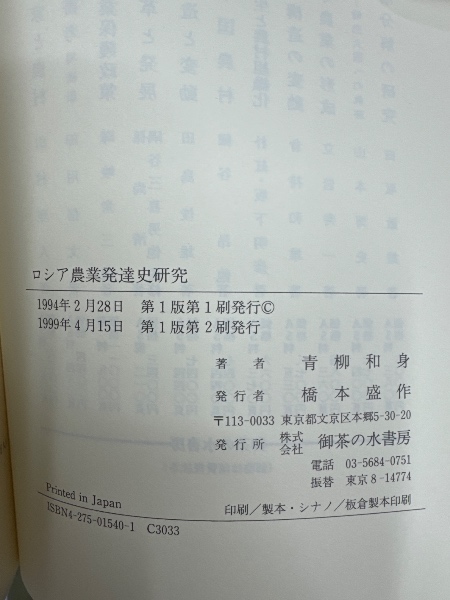 ロシア農業発達史研究
1994年2月28日 第1版第1刷発行©
1999年4月15日 第1版第2刷発行
著者 青柳和身
発行者 橋本盛作
〒113-0033 東京都文京区本郷5-30-20
発行所 株式会社 御茶の水書房
電話 03-5684-0751
振替 東京8-14774
Printed in Japan
印刷/製本・シナノ/板倉製本印刷
ISBN4-275-01540-1 C3033